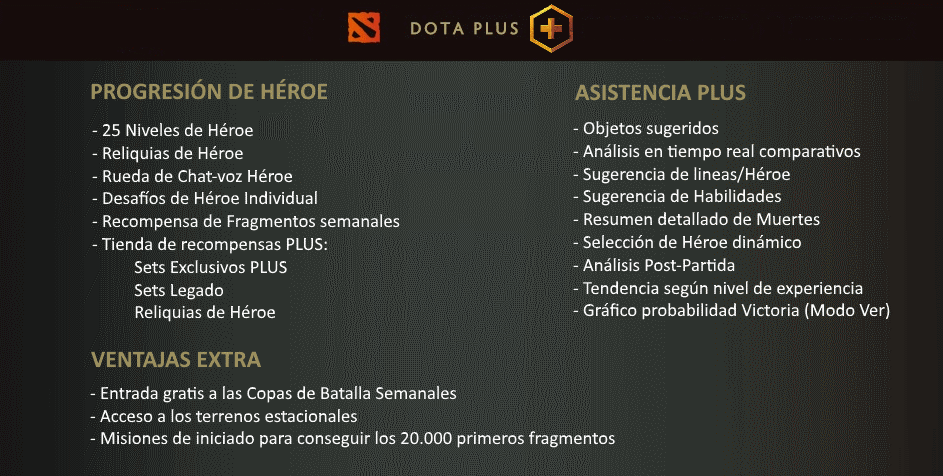 DOTA PLUS
PROGRESIÓN DE HÉROE
- 25 Niveles de Héroe
- Reliquias de Héroe
- Rueda de Chat-voz Héroe
- Desafíos de Héroe Individual
- Recompensa de Fragmentos semanales
- Tienda de recompensas PLUS:
Sets Exclusivos PLUS
Sets Legado
Reliquias de Héroe
ASISTENCIA PLUS
- Objetos sugeridos
- Análisis en tiempo real comparativos
- Sugerencia de lineas/Héroe
- Sugerencia de Habilidades
- Resumen detallado de Muertes
- Selección de Héroe dinámico
- Análisis Post-Partida
- Tendencia según nivel de experiencia
- Gráfico probabilidad Victoria (Modo Ver)
VENTAJAS EXTRA
- Entrada gratis a las Copas de Batalla Semanales
- Acceso a los terrenos estacionales
- Misiones de iniciado para conseguir los 20.000 primeros fragmentos